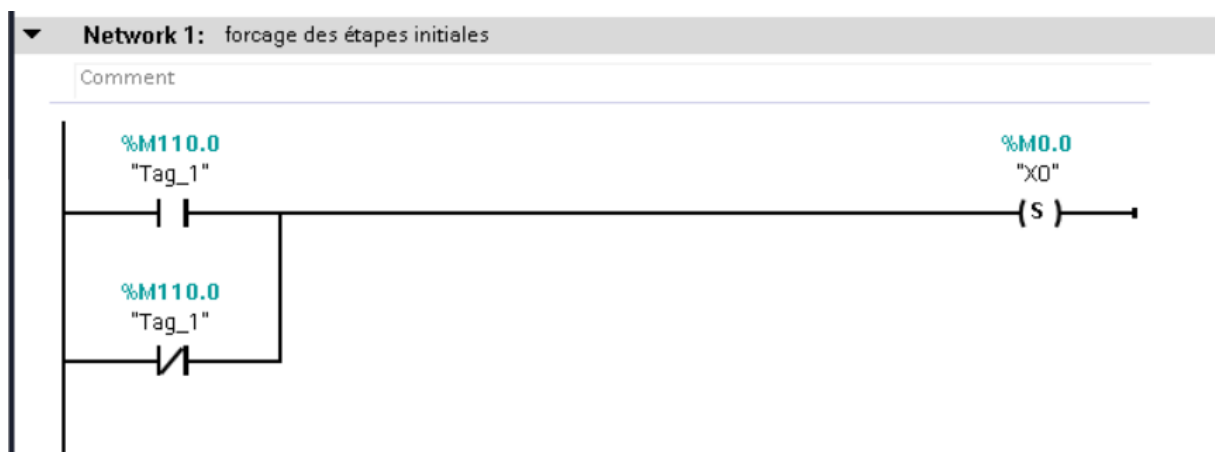 Network 1: forcage des étapes initiales
Comment
%M110.0
"Tag_1"
%M0.0
"X0"
S
%M110.0
"Tag_1"